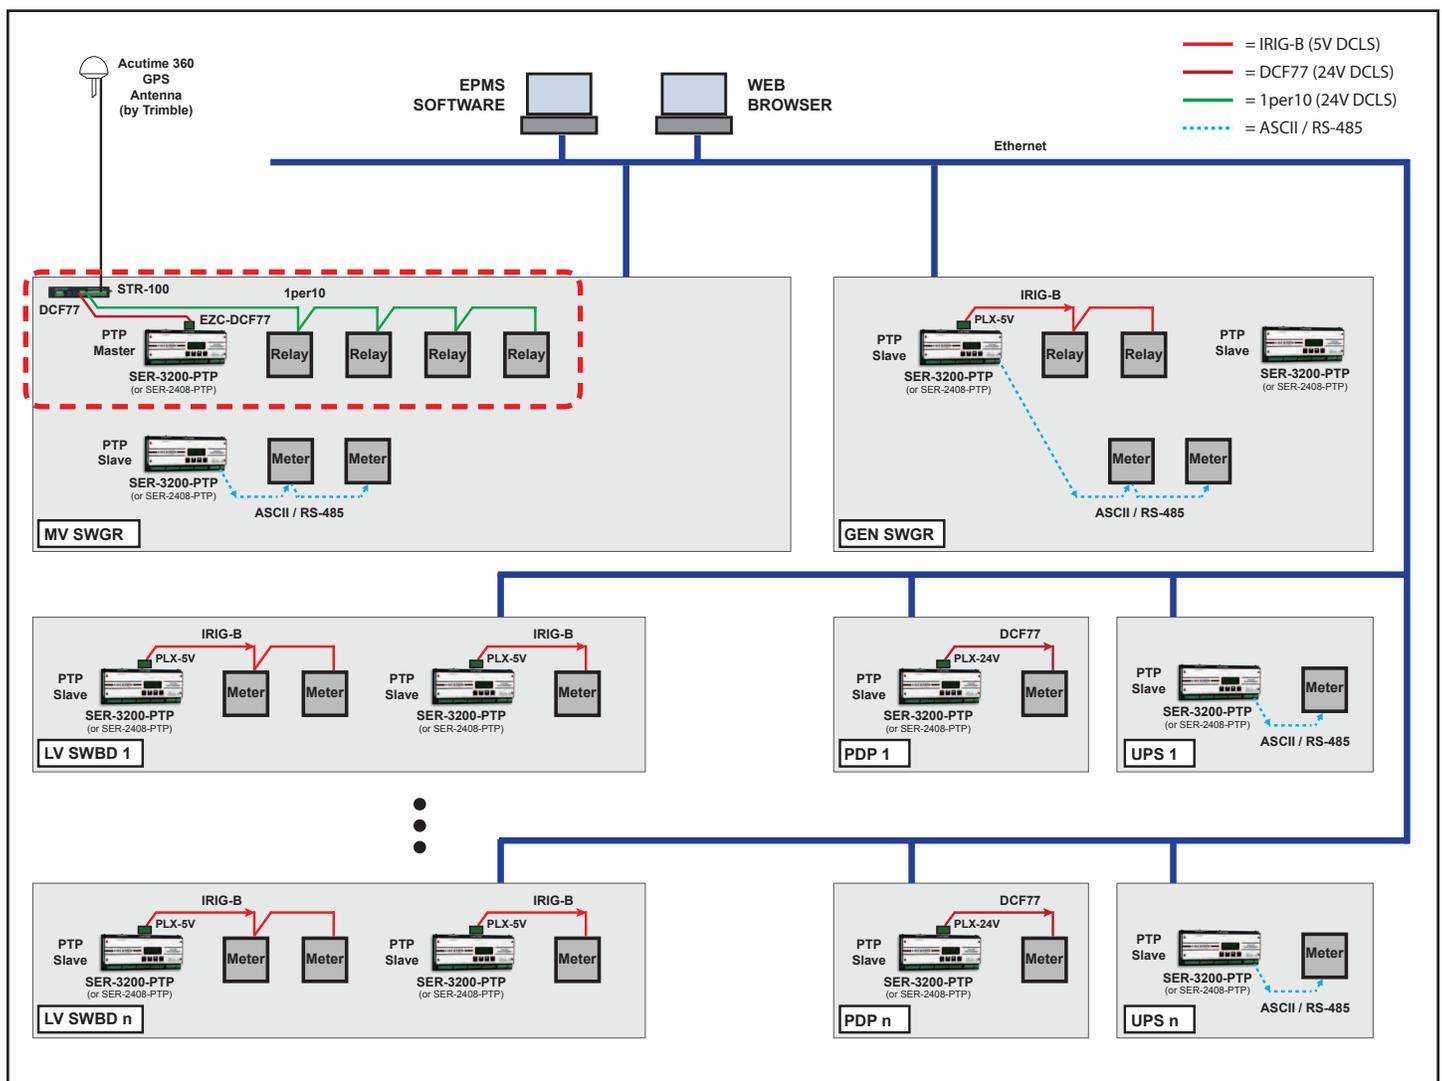 Acutime 360
GPS
Antenna
(by Trimble)
EPMS
SOFTWARE
WEB
BROWSER
= IRIG-B (5V DCLS)
= DCF77 (24V DCLS)
= 1per10 (24V DCLS)
= ASCII / RS-485
Ethernet
STR-100
DCF77
1per10
EZC-DCF77
PTP
Master
SER-3200-PTP
(or SER-2408-PTP)
Relay
Relay
Relay
Relay
PTP
Slave
SER-3200-PTP
(or SER-2408-PTP)
Meter
Meter
ASCII / RS-485
MV SWGR
IRIG-B
PLX-5V
PTP
Slave
SER-3200-PTP
(or SER-2408-PTP)
Relay
Relay
PTP
Slave
SER-3200-PTP
(or SER-2408-PTP)
Meter
Meter
ASCII / RS-485
GEN SWGR
IRIG-B
PLX-5V
PTP
Slave
SER-3200-PTP
(or SER-2408-PTP)
Meter
Meter
IRIG-B
PLX-5V
PTP
Slave
SER-3200-PTP
(or SER-2408-PTP)
Meter
LV SWBD 1
DCF77
PLX-24V
PTP
Slave
SER-3200-PTP
(or SER-2408-PTP)
Meter
PDP 1
PTP
Slave
SER-3200-PTP
(or SER-2408-PTP)
Meter
ASCII / RS-485
UPS 1
IRIG-B
PLX-5V
PTP
Slave
SER-3200-PTP
(or SER-2408-PTP)
Meter
Meter
IRIG-B
PLX-5V
PTP
Slave
SER-3200-PTP
(or SER-2408-PTP)
Meter
LV SWBD n
DCF77
PLX-24V
PTP
Slave
SER-3200-PTP
(or SER-2408-PTP)
Meter
PDP n
PTP
Slave
SER-3200-PTP
(or SER-2408-PTP)
Meter
ASCII / RS-485
UPS n